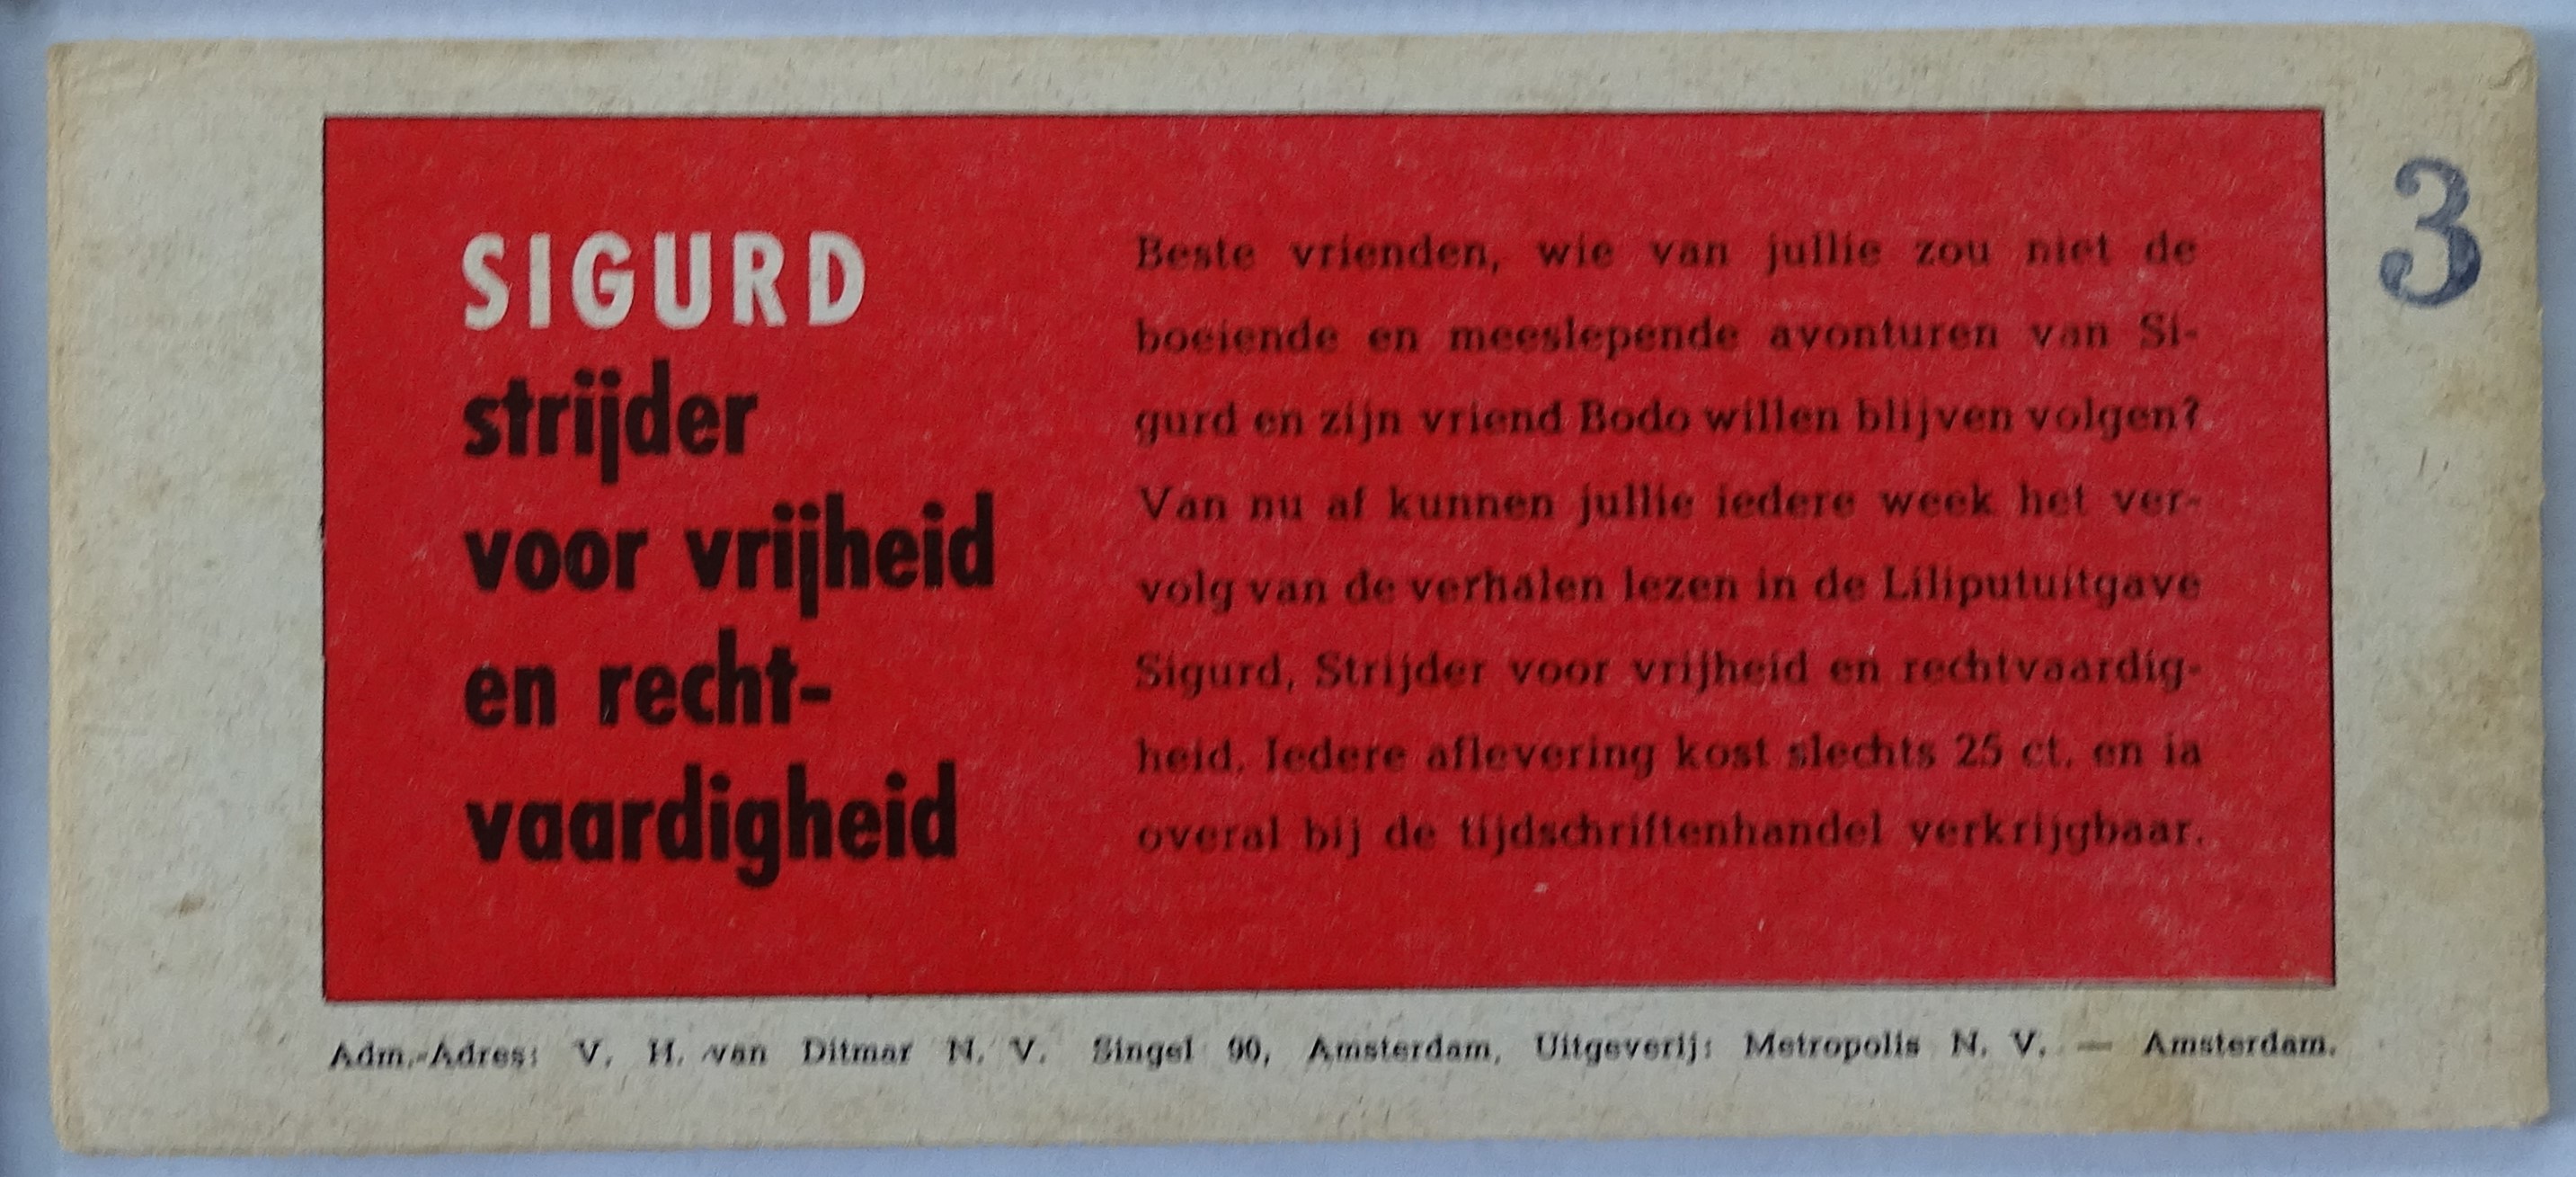 SIGURD
strijder
voor vrijheid
en recht-
vaardigheid
Beste vrienden, wie van jullie zou niet de
boeiende en meeslepende avonturen van Si-
gurd en zijn vriend Bodo willen blijven volgen?
Van nu af kunnen jullie iedere week het ver-
volg van de verhalen lezen in de Liliputuitgave
Sigurd, Strijder voor vrijheid en rechtvaardig-
heid. Iedere aflevering kost slechts 25 ct. en is
overal bij de tijdschriftenhandel verkrijgbaar.
3
Adm.-Adres: V. H. van Ditmar N. V. Singel 90, Amsterdam, Uitgeverij: Metropolis N. V. — Amsterdam.